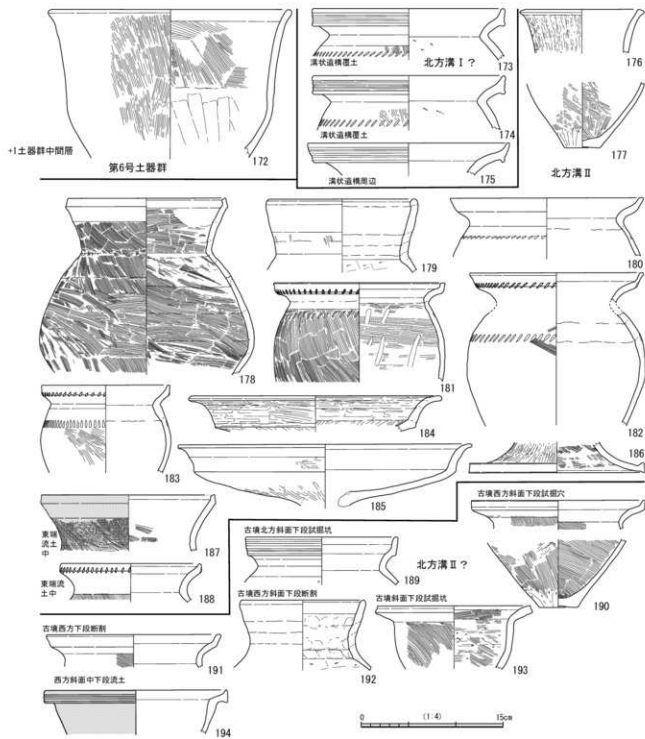 +1土器群中間層
第6号土器群
172
溝状遺構覆土
北方溝Ⅰ?
173
溝状遺構覆土
174
溝状遺構周辺
175
176
177
北方溝Ⅱ
178
179
180
181
182
183
184
185
186
東端流土中
187
東端流土中
188
古墳北方斜面下段試掘坑
189
北方溝Ⅱ?
古墳西方斜面下段試掘穴
190
古墳西方下段断割
191
古墳西方斜面下段断割
192
古墳斜面下段試掘坑
193
西方斜面中下段流土
194
0 (1:4) 15cm